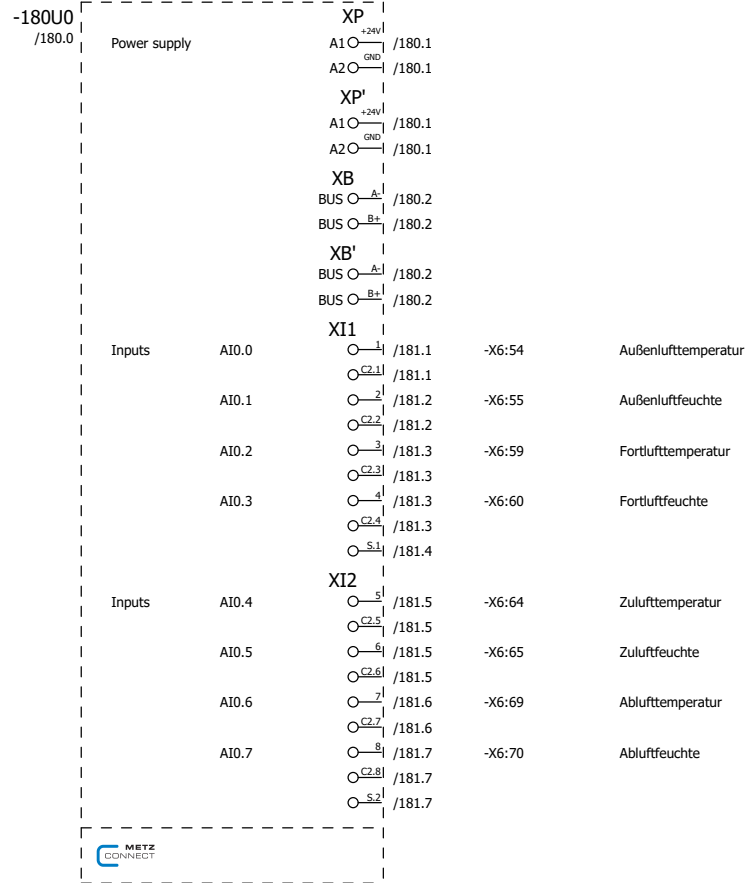 -180U0 XP
+24V
/180.0 Power supply A1 /180.1
GND
A2 /180.1
XP'
+24V
A1 /180.1
GND
A2 /180.1
XB
BUS A- /180.2
BUS B+ /180.2
XB'
BUS A- /180.2
BUS B+ /180.2
XI1
Inputs AI0.0 1 /181.1 -X6:54 Außenlufttemperatur
C2.1 /181.1
AI0.1 2 /181.2 -X6:55 Außenluftfeuchte
C2.2 /181.2
AI0.2 3 /181.3 -X6:59 Fortlufttemperatur
C2.3 /181.3
AI0.3 4 /181.3 -X6:60 Fortluftfeuchte
C2.4 /181.3
S.1 /181.4
XI2
Inputs AI0.4 5 /181.5 -X6:64 Zulufttemperatur
C2.5 /181.5
AI0.5 6 /181.5 -X6:65 Zuluftfeuchte
C2.6 /181.5
AI0.6 7 /181.6 -X6:69 Ablufttemperatur
C2.7 /181.6
AI0.7 8 /181.7 -X6:70 Abluftfeuchte
C2.8 /181.7
S.2 /181.7
METZ
CONNECT